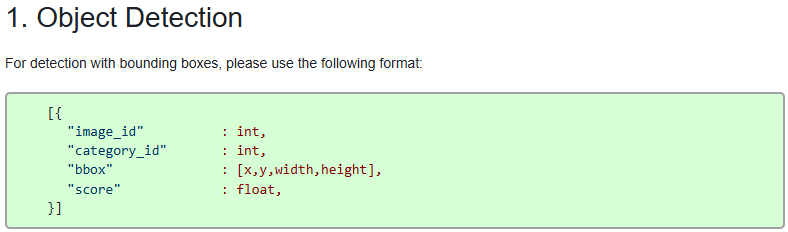 1. Object Detection
For detection with bounding boxes, please use the following format:
[{
"image_id" : int,
"category_id" : int,
"bbox" : [x,y,width,height],
"score" : float,
}]